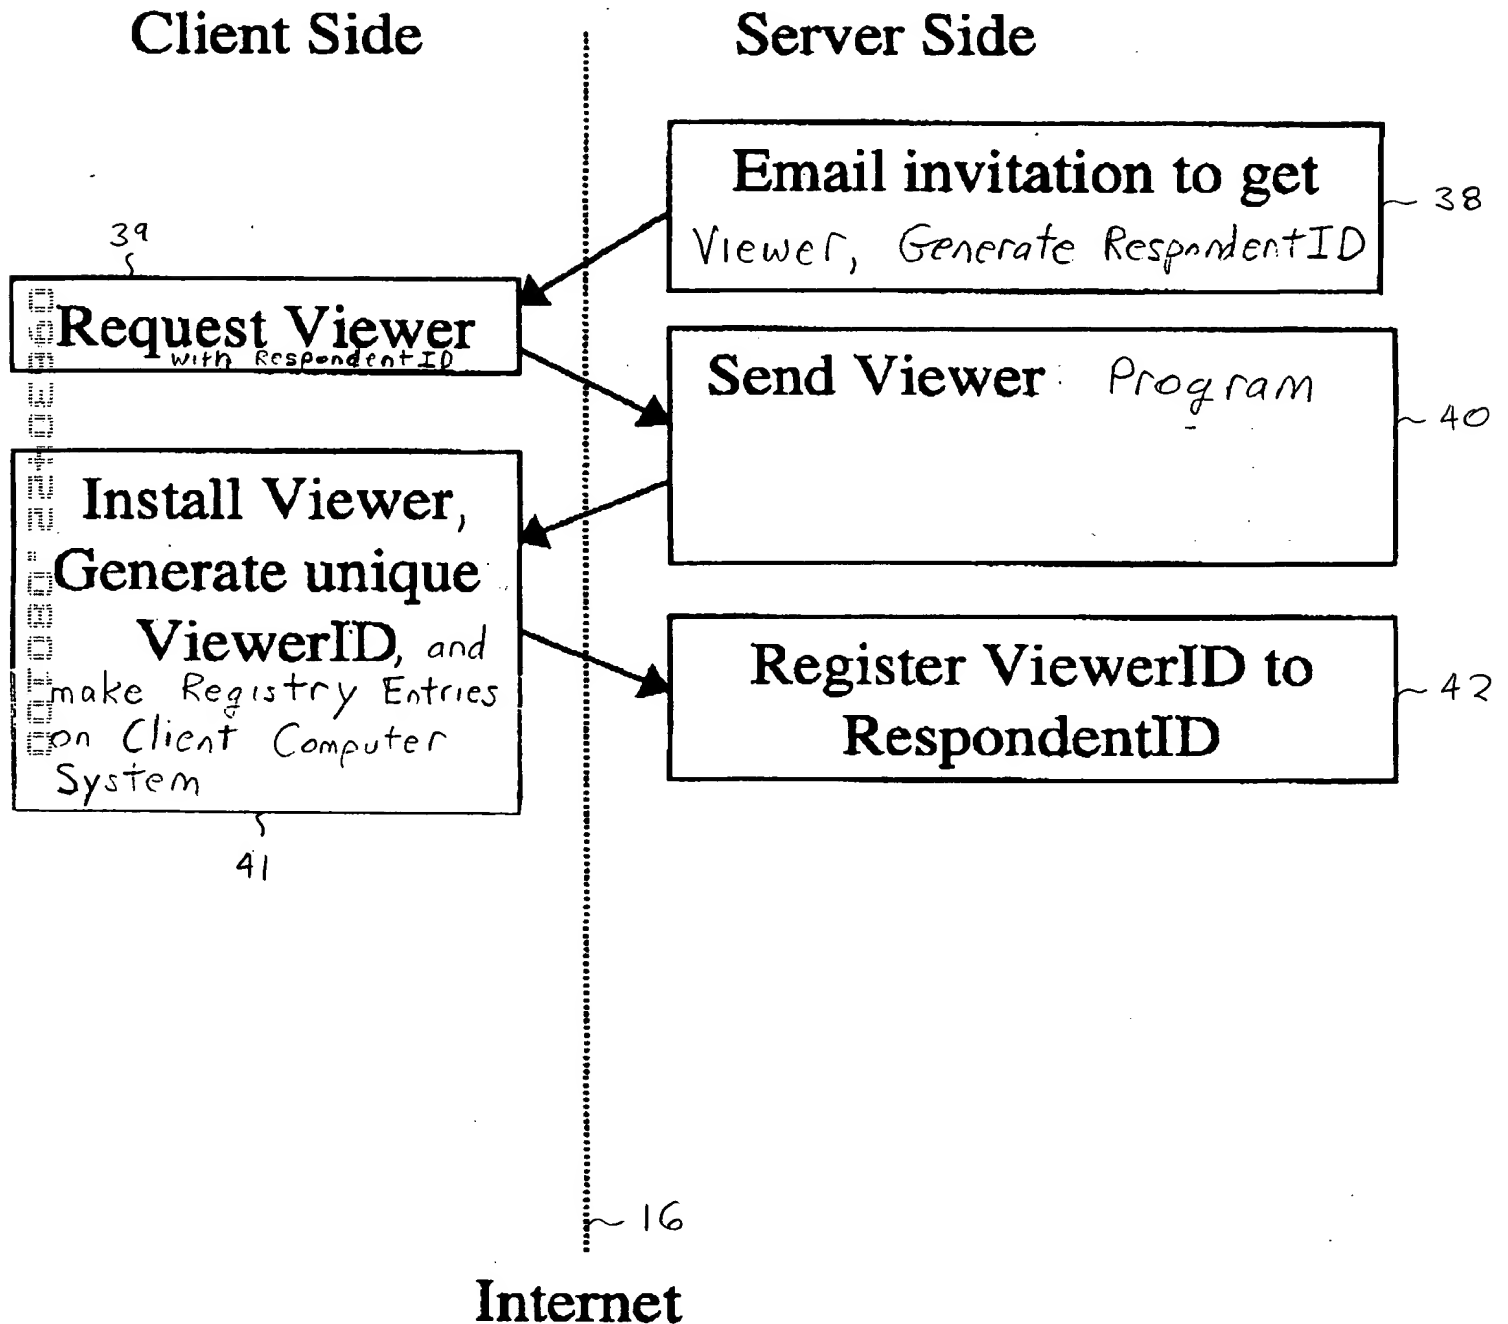 Client Side
Server Side
Email invitation to get
Viewer, Generate RespondentID
38
39
Request Viewer
with RespondentID
Send Viewer Program
40
Install Viewer,
Generate unique
ViewerID, and
make Registry Entries
on Client Computer
System
41
Register ViewerID to
RespondentID
42
16
Internet